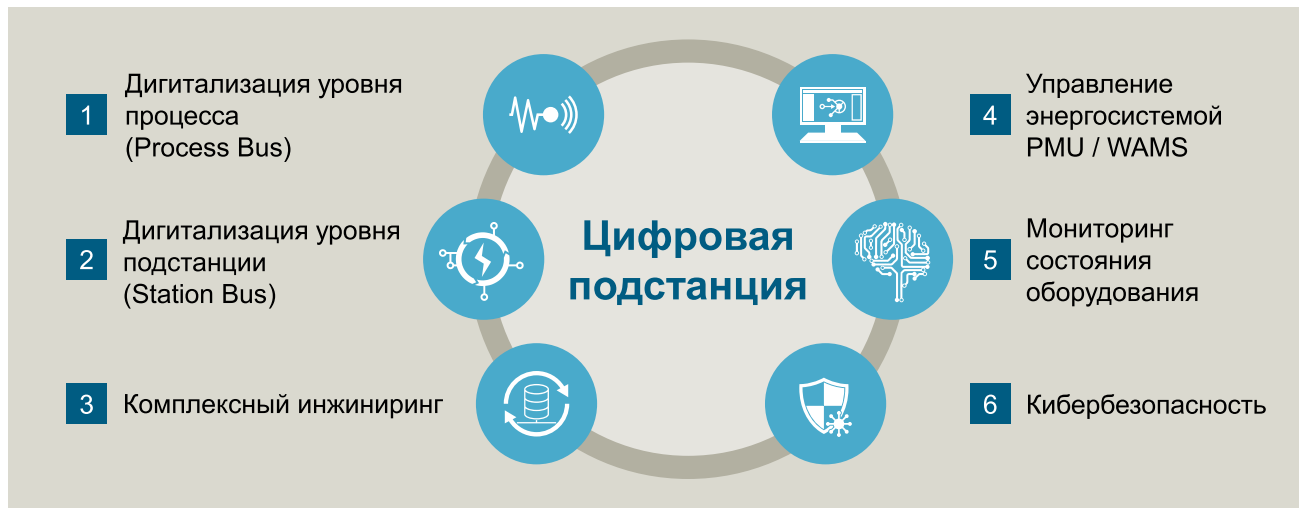 1
Дигитализация уровня
процесса
(Process Bus)
2
Дигитализация уровня
подстанции
(Station Bus)
3
Комплексный инжиниринг
Цифровая
подстанция
4
Управление
энергосистемой
PMU / WAMS
5
Мониторинг
состояния
оборудования
6
Кибербезопасность